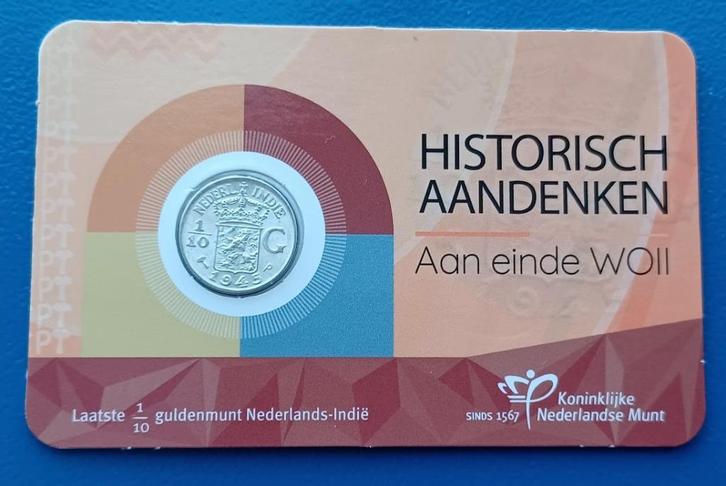 HISTORISCH
AANDENKEN
Aan einde WOII
NEDERL INDIE
1/10 G
P
1945
Laatste 1/10 guldenmunt Nederlands-Indië
SINDS 1567
Koninklijke
Nederlandse Munt